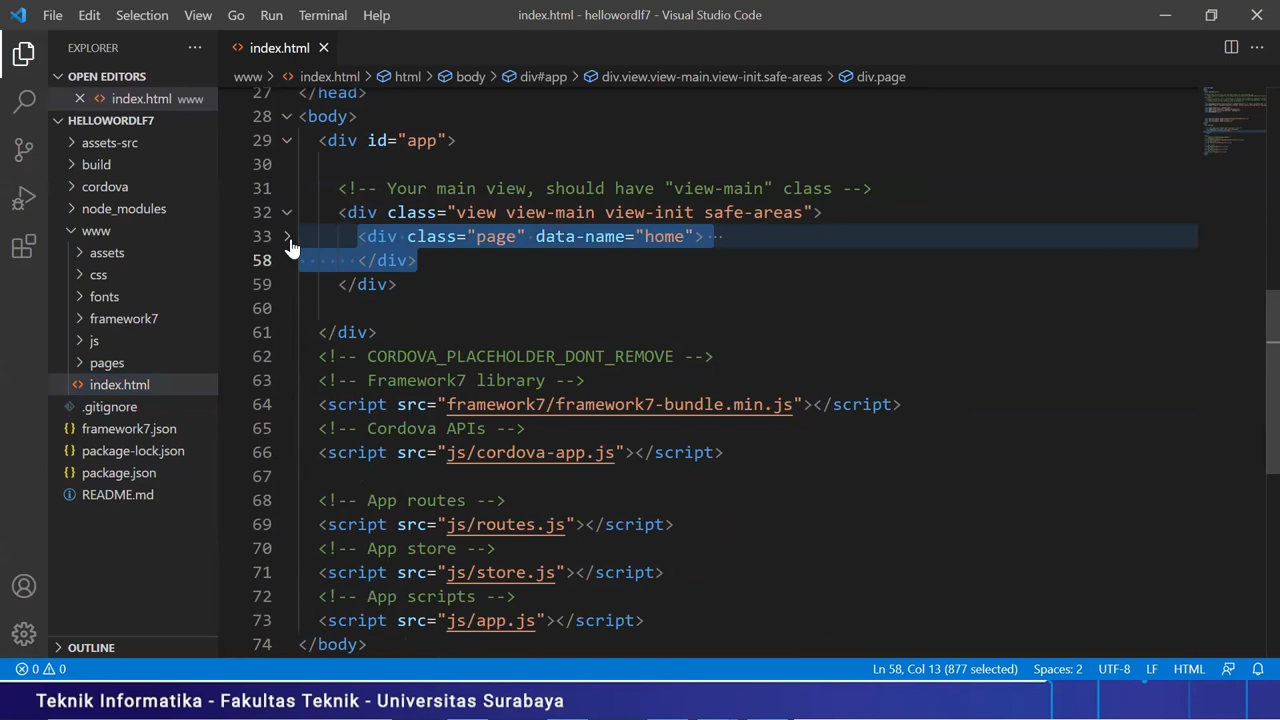 File Edit Selection View Go Run Terminal Help index.html - hellowordlf7 - Visual Studio Code
EXPLORER
index.html
OPEN EDITORS
www index.html html body div#app div.view.view-main.view-init.safe-areas div.page
index.html www
HELLOWORDLF7
assets-src
build
cordova
node_modules
www
assets
css
fonts
framework7
js
pages
index.html
.gitignore
framework7.json
package-lock.json
package.json
README.md
OUTLINE
27 </head>
28 <body>
29 <div id="app">
30
31 <!-- Your main view, should have "view-main" class -->
32 <div class="view view-main view-init safe-areas">
33 <div class="page" data-name="home"> ···
58 </div>
59 </div>
60
61 </div>
62 <!-- CORDOVA_PLACEHOLDER_DONT_REMOVE -->
63 <!-- Framework7 library -->
64 <script src="framework7/framework7-bundle.min.js"></script>
65 <!-- Cordova APIs -->
66 <script src="js/cordova-app.js"></script>
67
68 <!-- App routes -->
69 <script src="js/routes.js"></script>
70 <!-- App store -->
71 <script src="js/store.js"></script>
72 <!-- App scripts -->
73 <script src="js/app.js"></script>
74 </body>
0 0 Ln 58, Col 13 (877 selected) Spaces: 2 UTF-8 LF HTML
Teknik Informatika - Fakultas Teknik - Universitas Surabaya